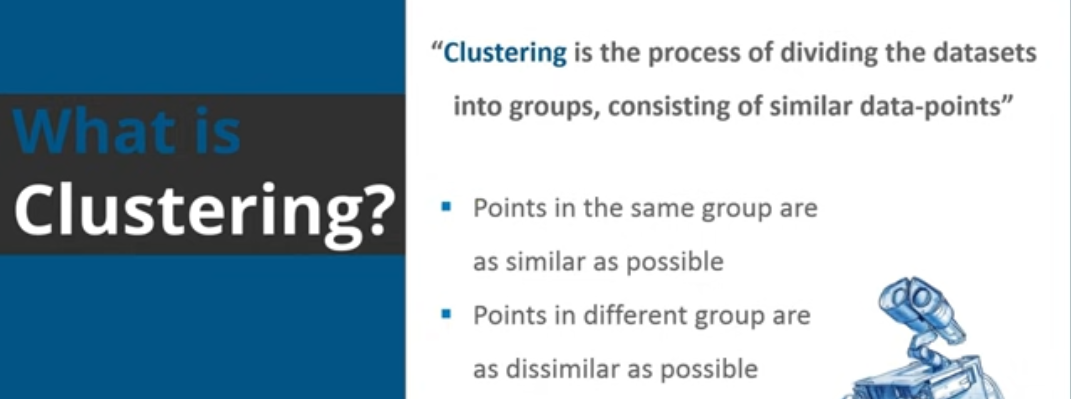 What is
Clustering?
“Clustering is the process of dividing the datasets
into groups, consisting of similar data-points”
▪ Points in the same group are
as similar as possible
▪ Points in different group are
as dissimilar as possible